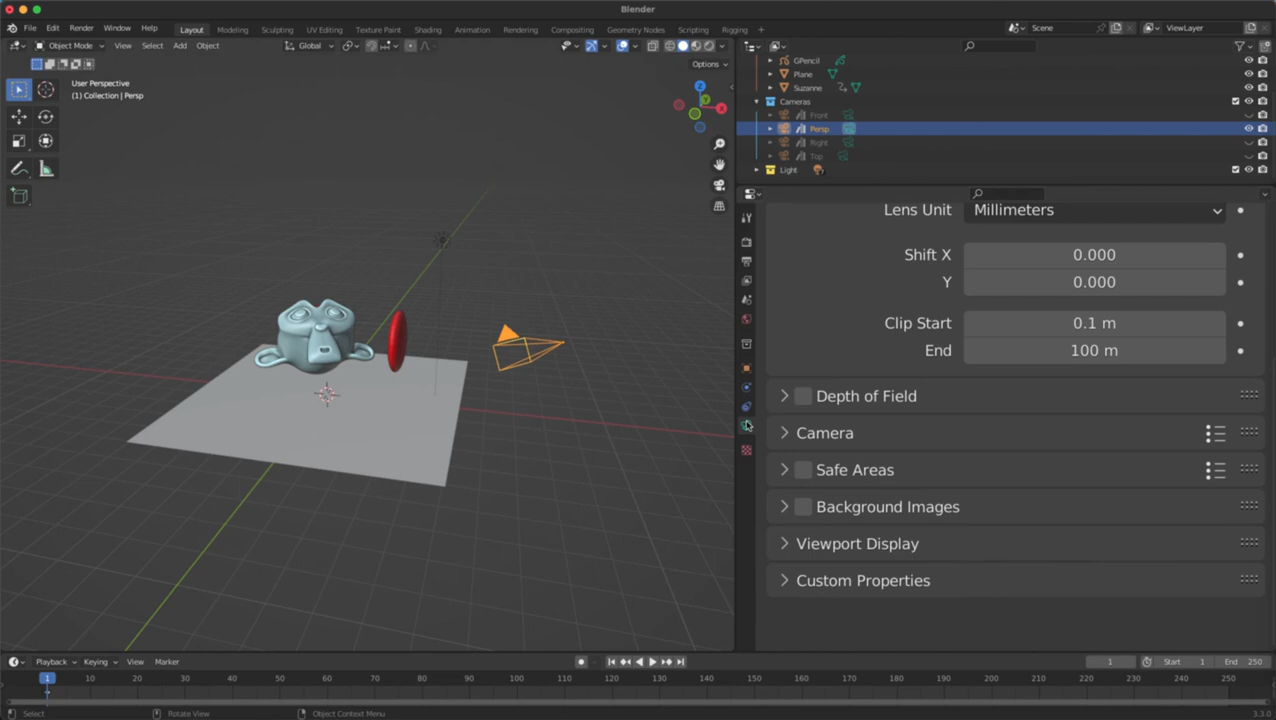 Blender
File Edit Render Window Help Layout Modeling Sculpting UV Editing Texture Paint Shading Animation Rendering Compositing Geometry Nodes Scripting Rigging Scene ViewLayer
Object Mode View Select Add Object Global
Options
User Perspective
(1) Collection | Persp
Z
Y
X
GPencil
Plane
Suzanne
Cameras
Front
Persp
Right
Top
Light
Lens Unit Millimeters
Shift X 0.000
Y 0.000
Clip Start 0.1 m
End 100 m
Depth of Field
Camera
Safe Areas
Background Images
Viewport Display
Custom Properties
Playback Keying View Marker 1 Start 1 End 250
1 10 20 30 40 50 60 70 80 90 100 110 120 130 140 150 160 170 180 190 200 210 220 230 240 250
Select Rotate View Object Context Menu 3.3.0